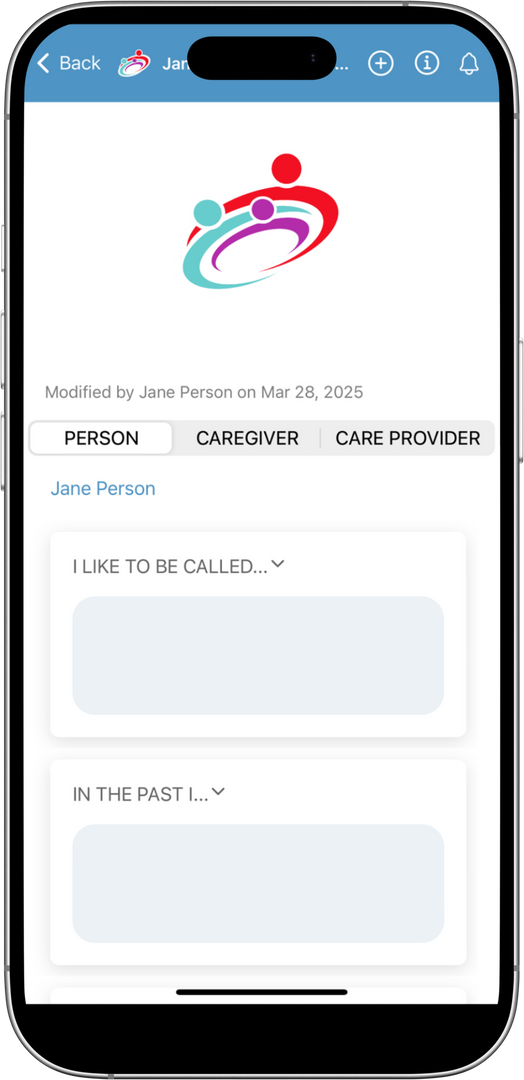 Back
Jan
...
Modified by Jane Person on Mar 28, 2025
PERSON CAREGIVER CARE PROVIDER
Jane Person
I LIKE TO BE CALLED...
IN THE PAST I...